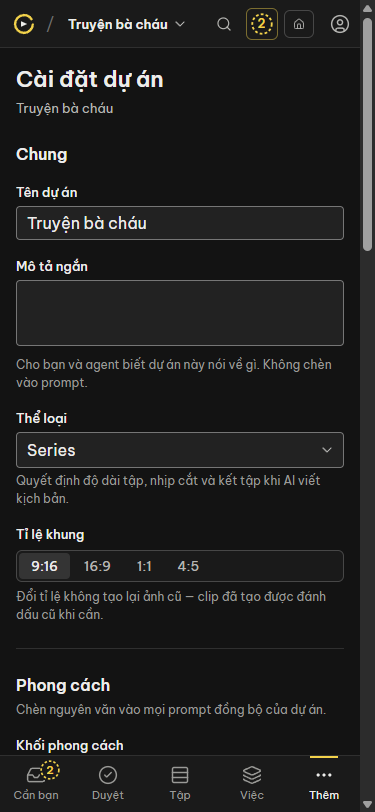 / Truyện bà cháu 2
Cài đặt dự án
Truyện bà cháu
Chung
Tên dự án
Truyện bà cháu
Mô tả ngắn
Cho bạn và agent biết dự án này nói về gì. Không chèn
vào prompt.
Thể loại
Series
Quyết định độ dài tập, nhịp cắt và kết tập khi AI viết
kịch bản.
Tỉ lệ khung
9:16 16:9 1:1 4:5
Đổi tỉ lệ không tạo lại ảnh cũ — clip đã tạo được đánh
dấu cũ khi cần.
Phong cách
Chèn nguyên văn vào mọi prompt đồng bộ của dự án.
Khối phong cách
2
Cần bạn Duyệt Tập Việc Thêm